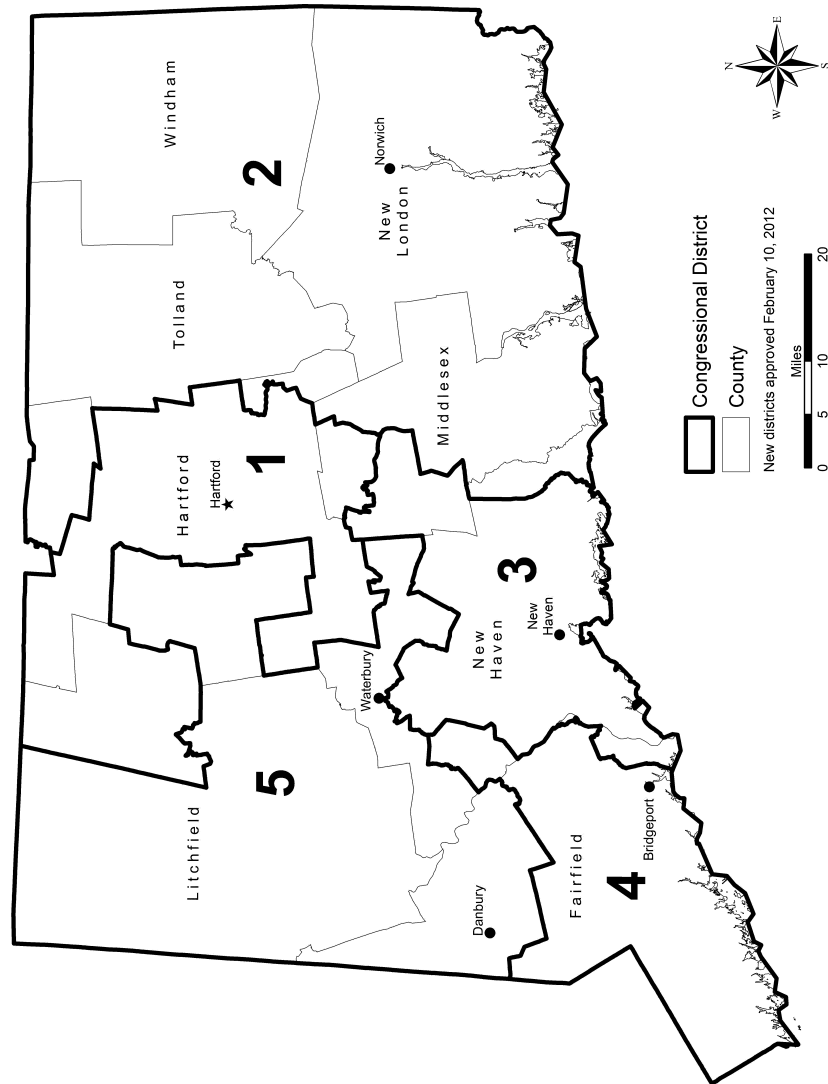 Litchfield
Hartford
Hartford
Tolland
Windham
5
1
2
Waterbury
Danbury
New
Haven
Middlesex
New
London
Norwich
3
New
Haven
Fairfield
4
Bridgeport
Congressional District
County
New districts approved February 10, 2012
Miles
0 5 10 20
N
W E
S